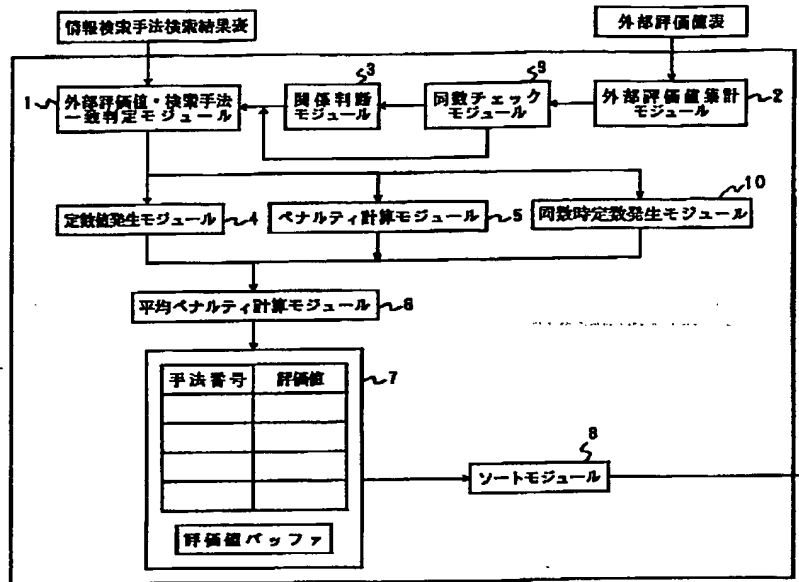 情報検索手法検索結果表
外部評価値表
1
外部評価値・検索手法
一致判定モジュール
3
関係判断
モジュール
9
同数チェック
モジュール
外部評価値集計
モジュール
2
定数値発生モジュール
4
ペナルティ計算モジュール
5
同数時定数発生モジュール
10
平均ペナルティ計算モジュール
6
手法番号
評価値
7
評価値バッファ
ソートモジュール
8